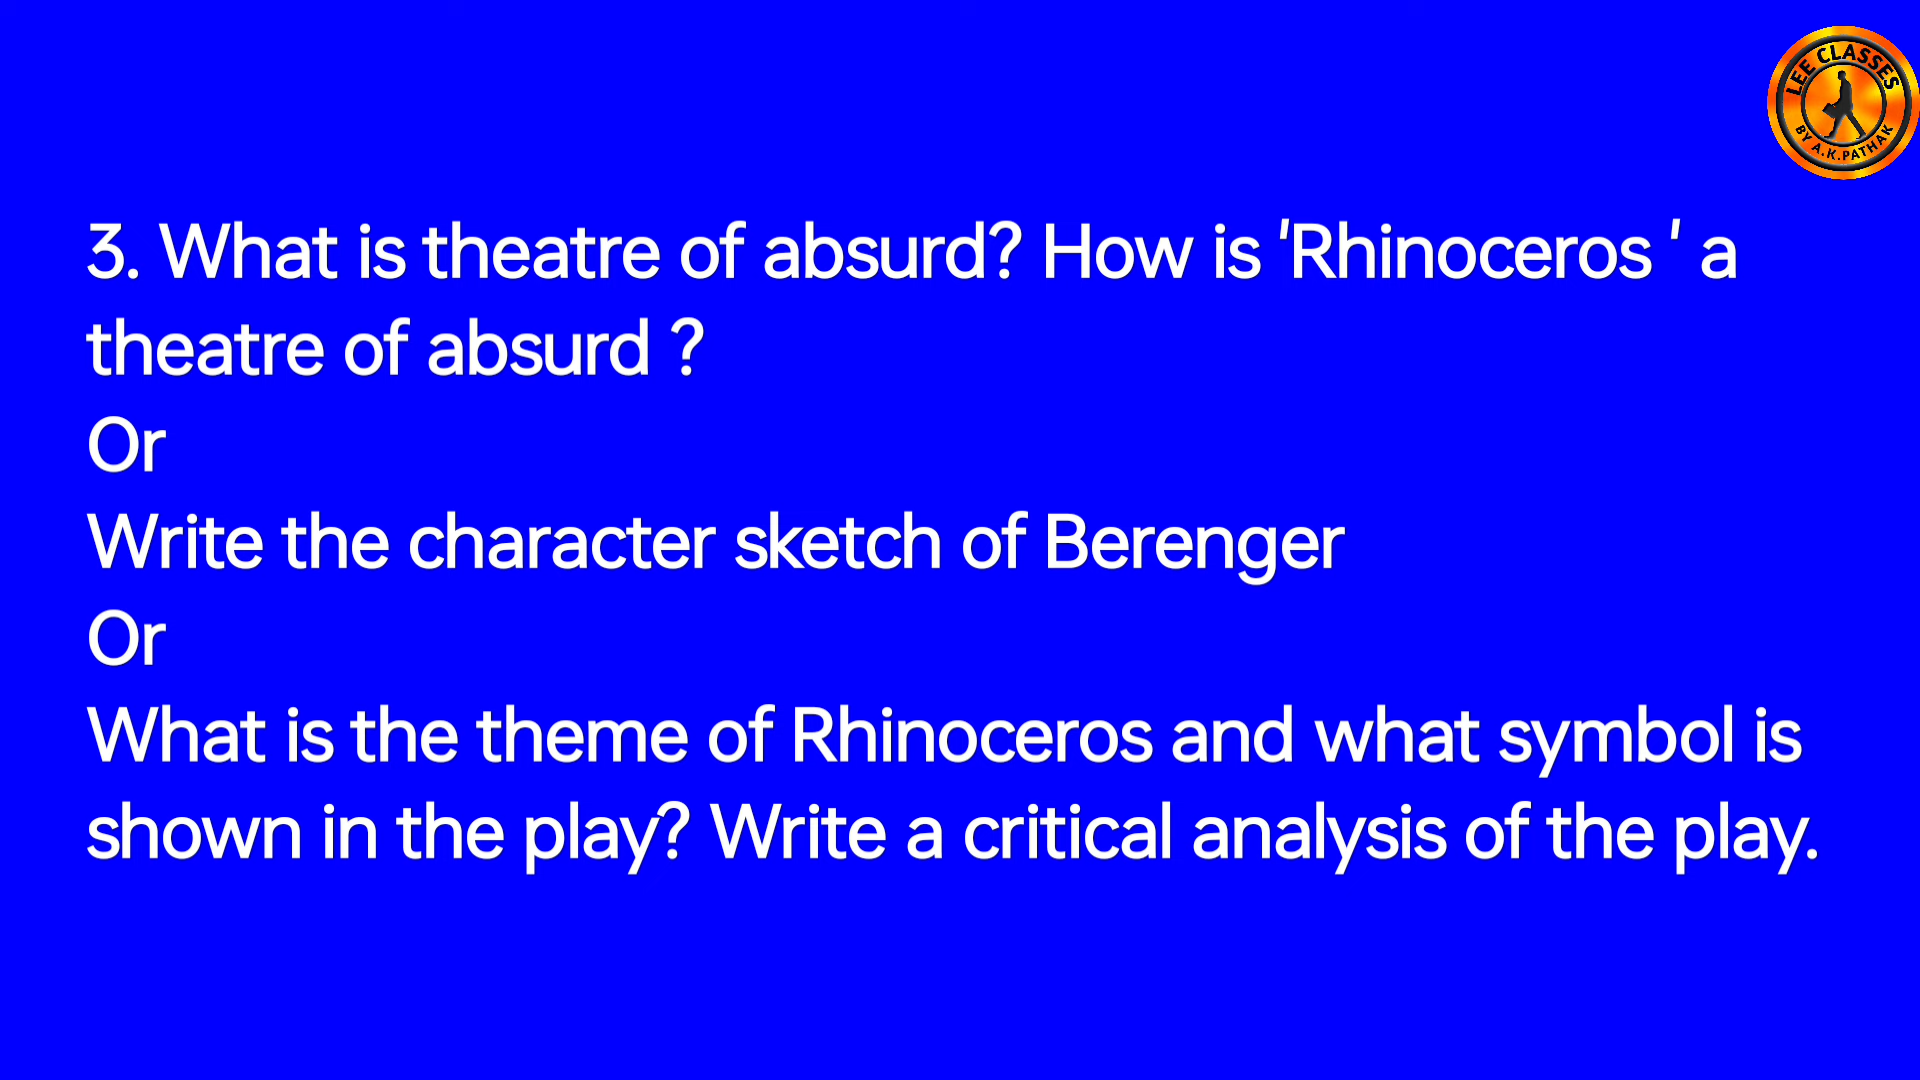 LEE CLASSES
BY A.K.PATHAK
3. What is theatre of absurd? How is 'Rhinoceros ' a
theatre of absurd ?
Or
Write the character sketch of Berenger
Or
What is the theme of Rhinoceros and what symbol is
shown in the play? Write a critical analysis of the play.